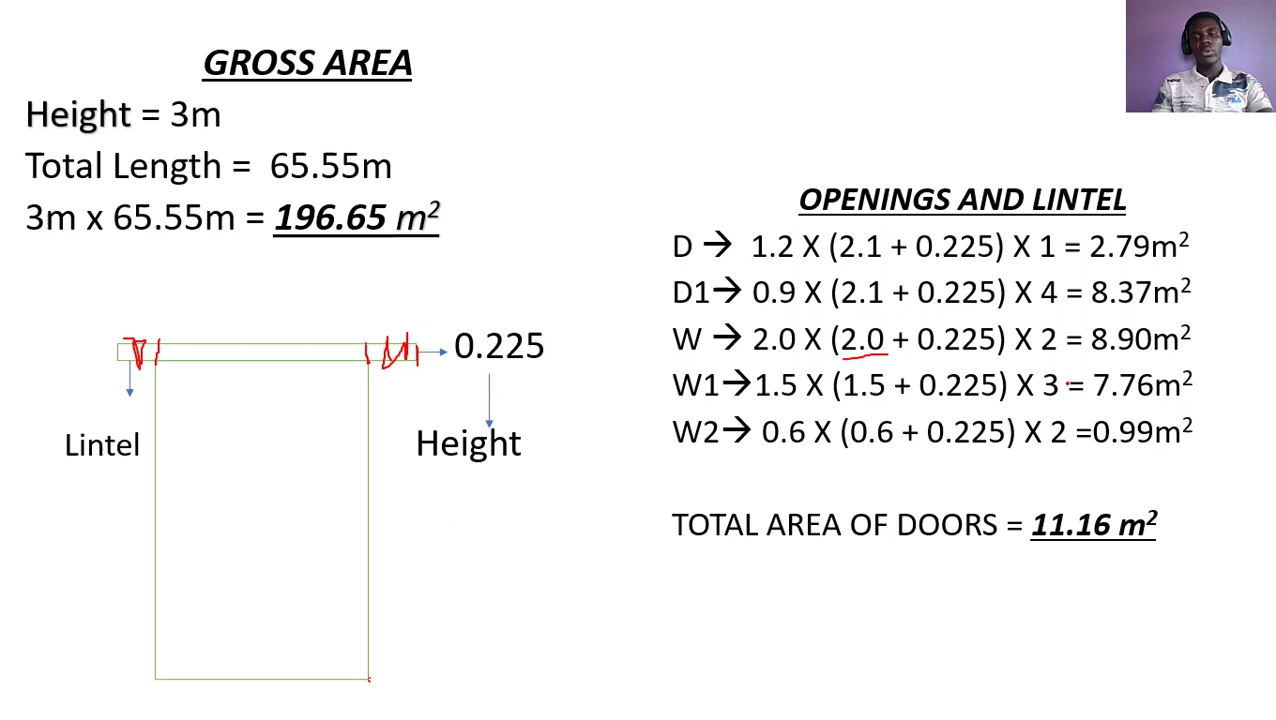 GROSS AREA
Height = 3m
Total Length = 65.55m
3m x 65.55m = 196.65 m²
0.225
Lintel
Height
OPENINGS AND LINTEL
D → 1.2 X (2.1 + 0.225) X 1 = 2.79m²
D1→ 0.9 X (2.1 + 0.225) X 4 = 8.37m²
W → 2.0 X (2.0 + 0.225) X 2 = 8.90m²
W1→1.5 X (1.5 + 0.225) X 3 = 7.76m²
W2→ 0.6 X (0.6 + 0.225) X 2 =0.99m²
TOTAL AREA OF DOORS = 11.16 m²
FILA